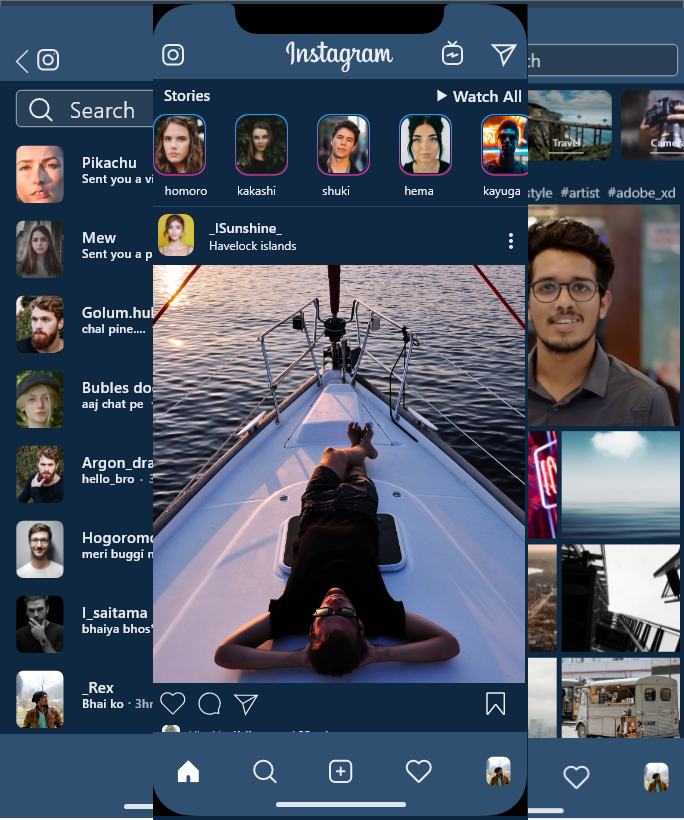 Search
Pikachu
Sent you a vi
Mew
Sent you a p
Golum.hul
chal pine....
Bubles do
aaj chat pe
Argon_dra
hello_bro · 3
Hogoromo
meri buggi n
I_saitama
bhaiya bhos
_Rex
Bhai ko · 3hr
Instagram
Stories
Watch All
homoro
kakashi
shuki
hema
kayuga
_ISunshine_
Havelock islands
ch
Travel
Camera
style #artist #adobe_xd